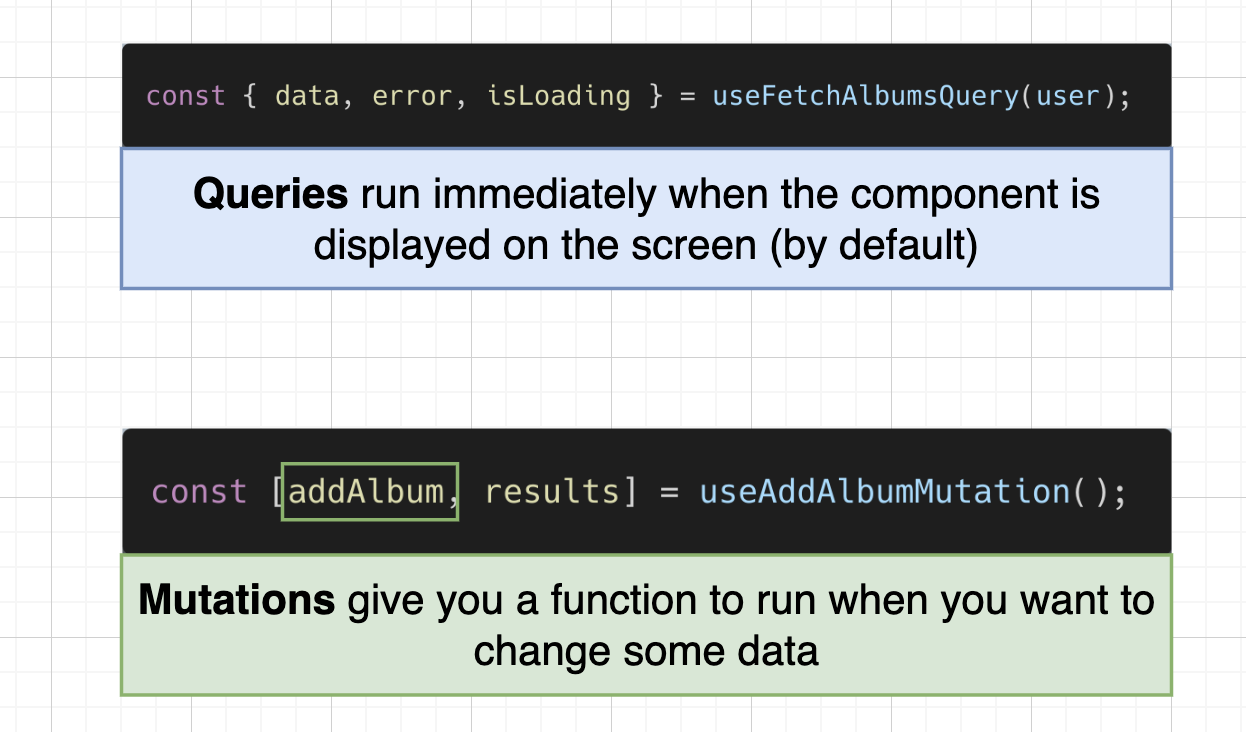 const { data, error, isLoading } = useFetchAlbumsQuery(user);
Queries run immediately when the component is
displayed on the screen (by default)
const [addAlbum, results] = useAddAlbumMutation();
Mutations give you a function to run when you want to
change some data